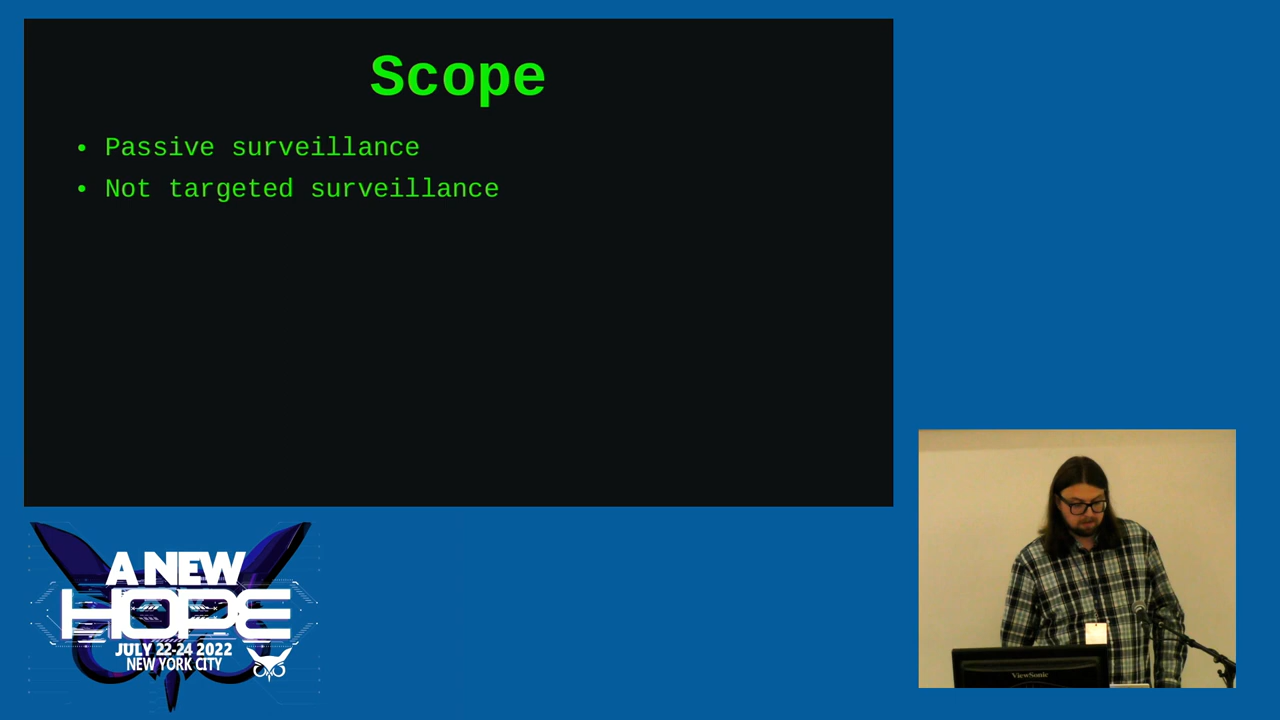 Scope
• Passive surveillance
• Not targeted surveillance
A NEW
HOPE
JULY 22-24 2022
NEW YORK CITY
ViewSonic